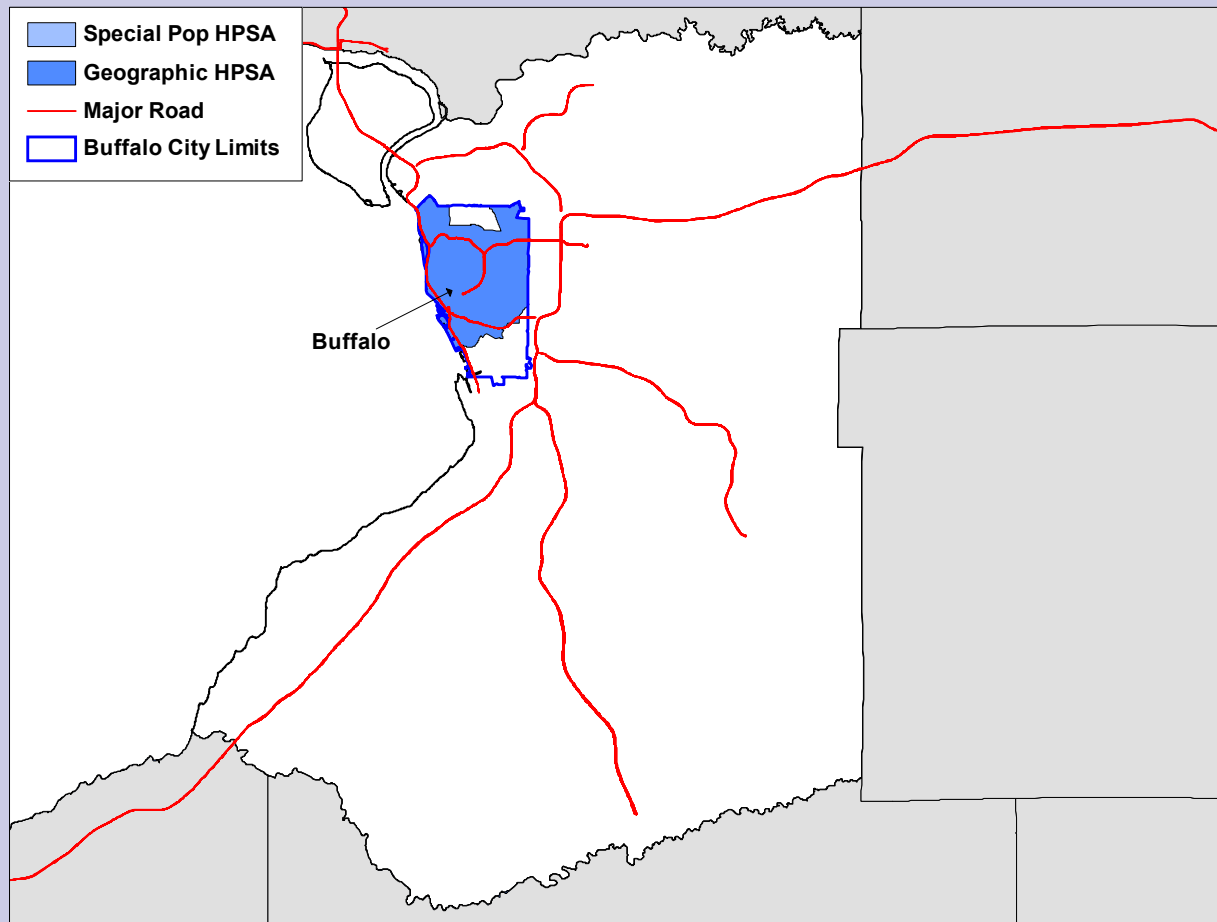 Special Pop HPSA
Geographic HPSA
Major Road
Buffalo City Limits
Buffalo